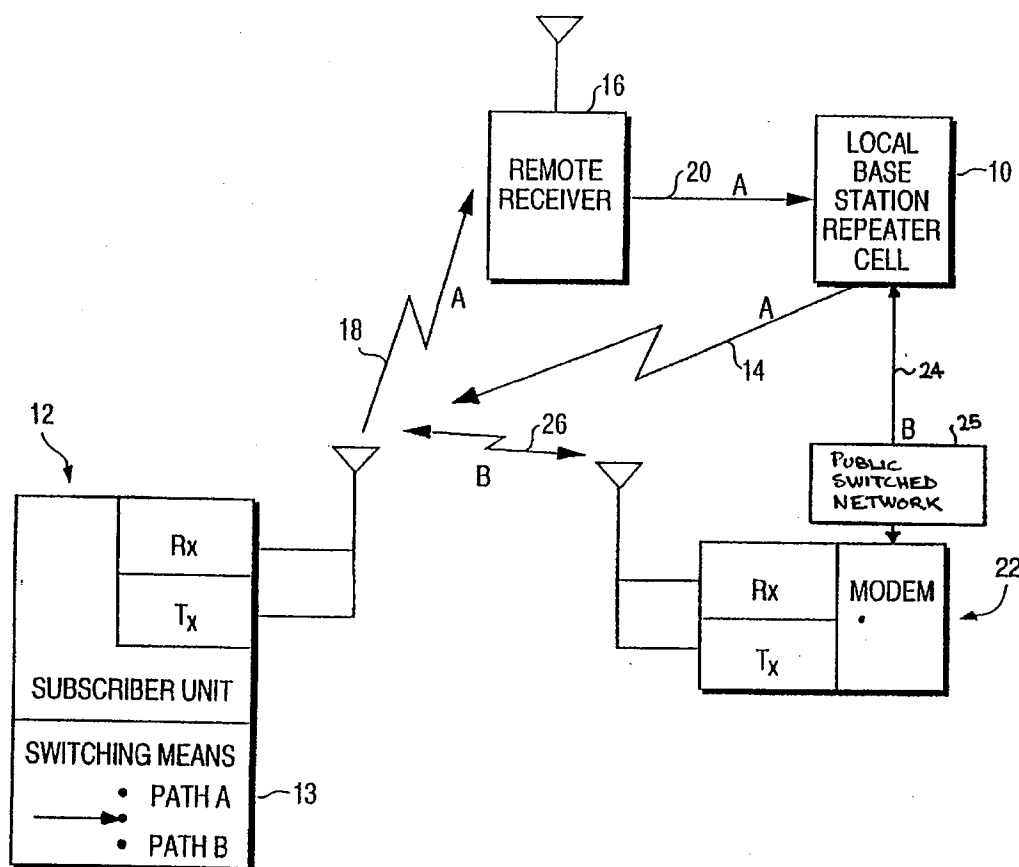 16
REMOTE
RECEIVER
20
A
LOCAL
BASE
STATION
REPEATER
CELL
10
A
18
A
14
24
12
26
B
B
25
PUBLIC
SWITCHED
NETWORK
Rx
Tx
SUBSCRIBER UNIT
Rx
Tx
MODEM
22
SWITCHING MEANS
• PATH A
•
• PATH B
13